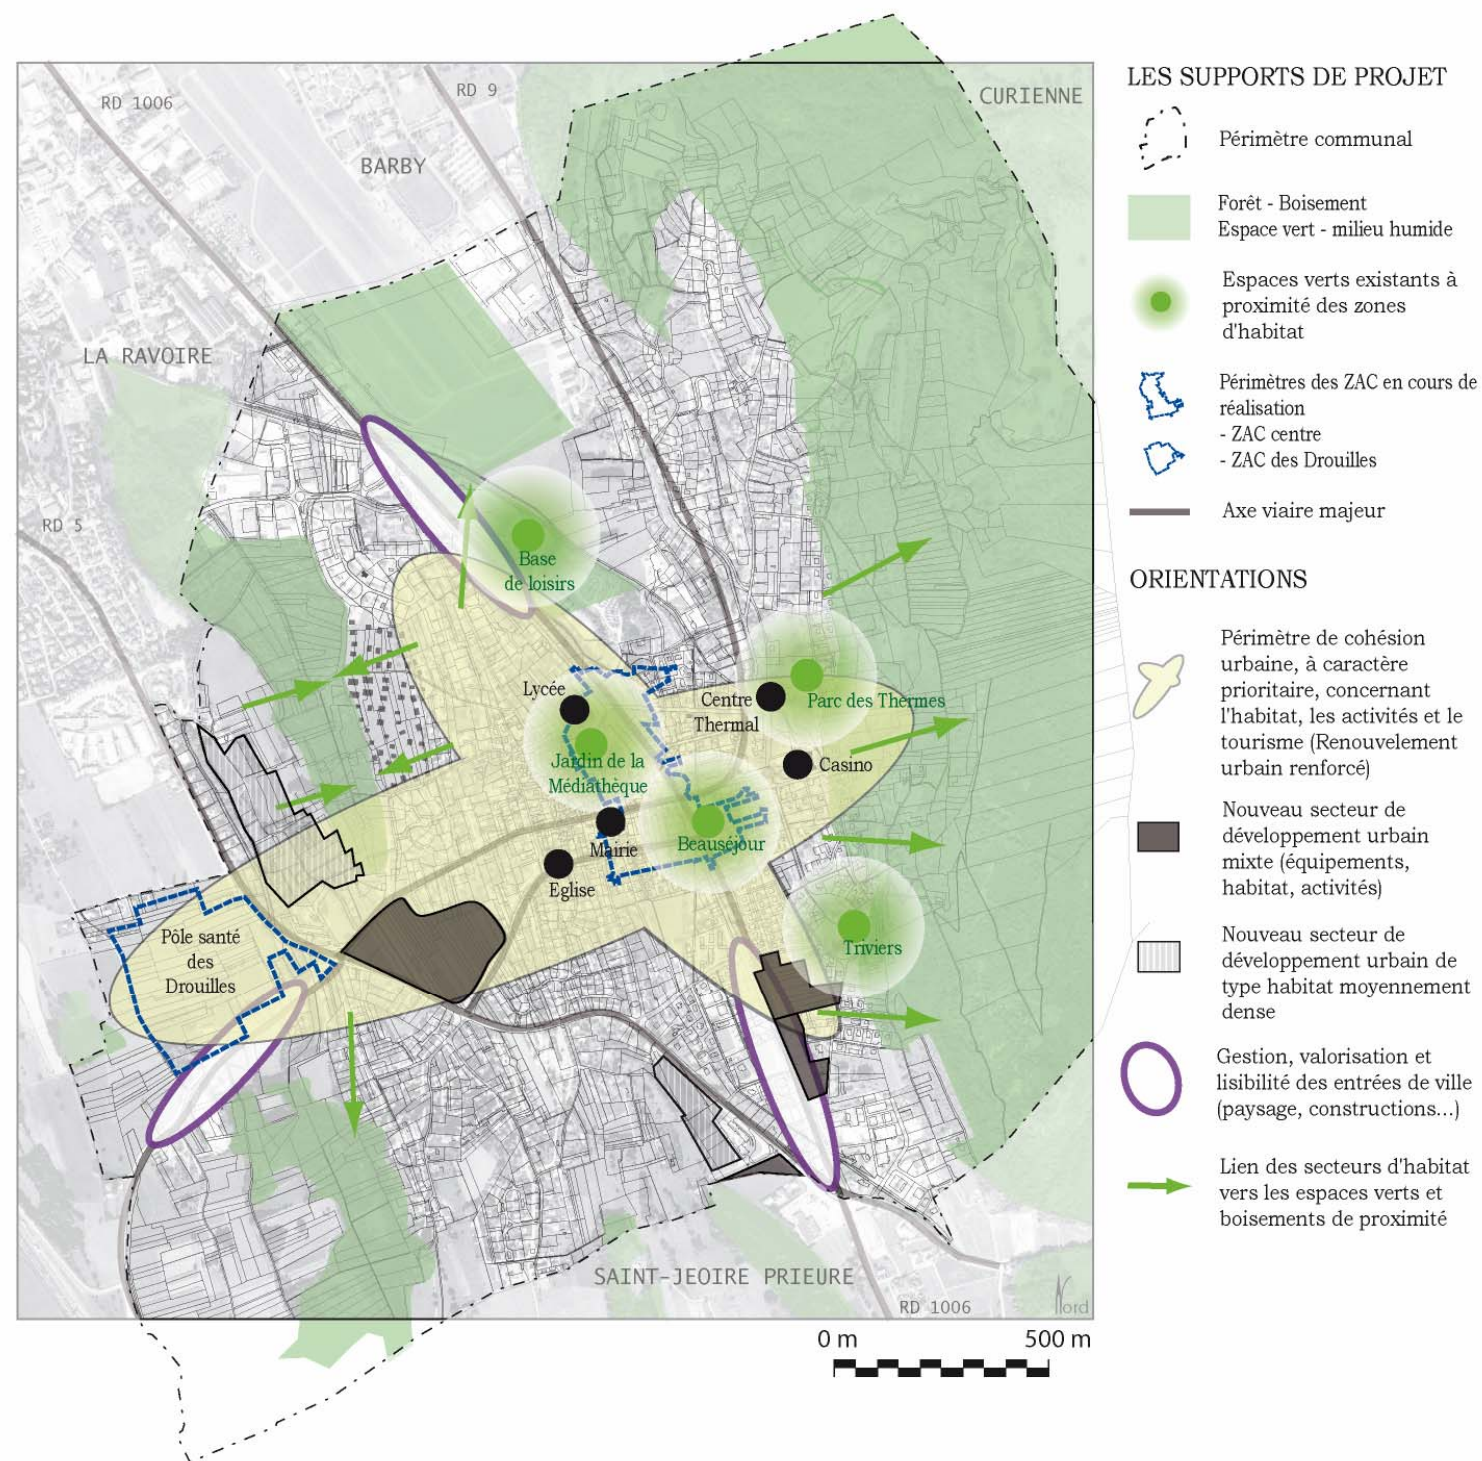 RD 1006
RD 9
CURIENNE
BARBY
LA RAVOIRE
RD 5
Base
de loisirs
Lycée
Centre
Thermal
Parc des Thermes
Jardin de la
Médiathèque
Casino
Mairie
Beauséjour
Eglise
Pôle santé
des
Drouilles
Triviers
SAINT-JEOIRE PRIEURE
RD 1006
Nord
0 m
500 m
LES SUPPORTS DE PROJET
Périmètre communal
Forêt - Boisement
Espace vert - milieu humide
Espaces verts existants à
proximité des zones
d'habitat
Périmètres des ZAC en cours de
réalisation
- ZAC centre
- ZAC des Drouilles
Axe viaire majeur
ORIENTATIONS
Périmètre de cohésion
urbaine, à caractère
prioritaire, concernant
l'habitat, les activités et le
tourisme (Renouvelement
urbain renforcé)
Nouveau secteur de
développement urbain
mixte (équipements,
habitat, activités)
Nouveau secteur de
développement urbain de
type habitat moyennement
dense
Gestion, valorisation et
lisibilité des entrées de ville
(paysage, constructions...)
Lien des secteurs d'habitat
vers les espaces verts et
boisements de proximité